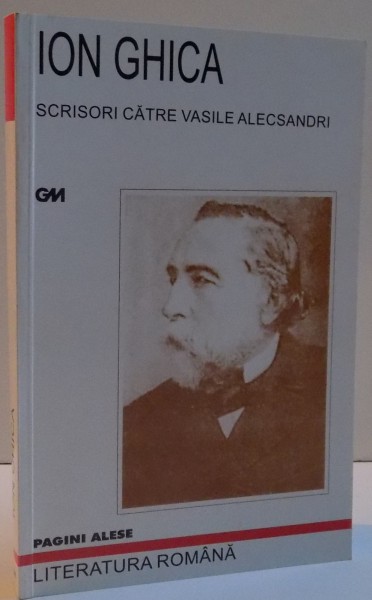 ION GHICA
SCRISORI CĂTRE VASILE ALECSANDRI
GM
PAGINI ALESE
LITERATURA ROMÂNĂ